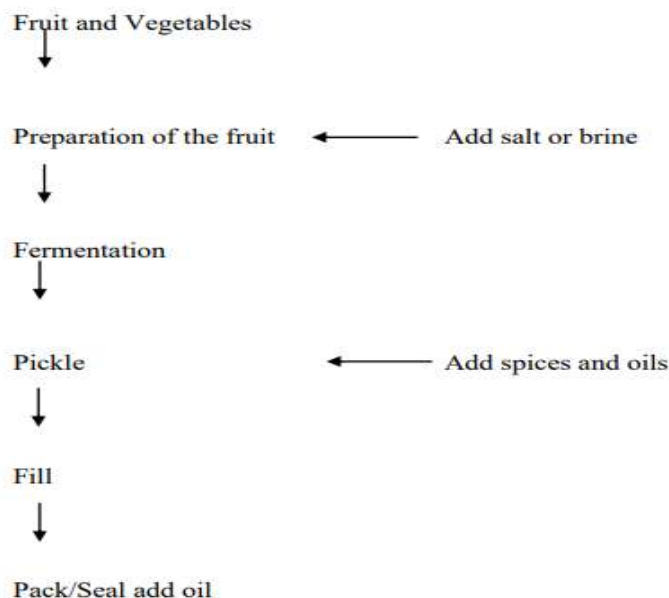 Fruit and Vegetables
Preparation of the fruit
Add salt or brine
Fermentation
Pickle
Add spices and oils
Fill
Pack/Seal add oil